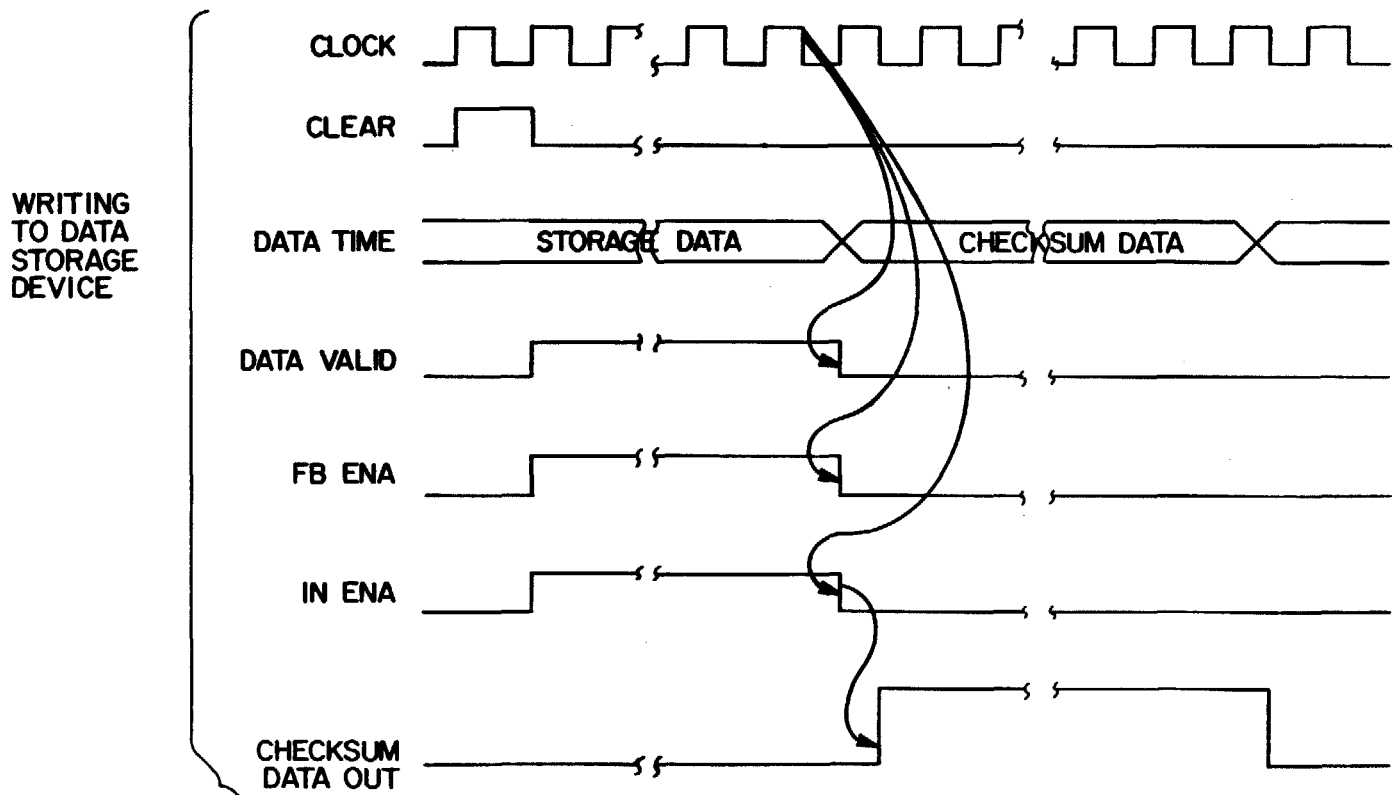 CLOCK
CLEAR
WRITING
TO DATA
STORAGE
DEVICE
DATA TIME
STORAGE DATA
CHECKSUM DATA
DATA VALID
FB ENA
IN ENA
CHECKSUM
DATA OUT